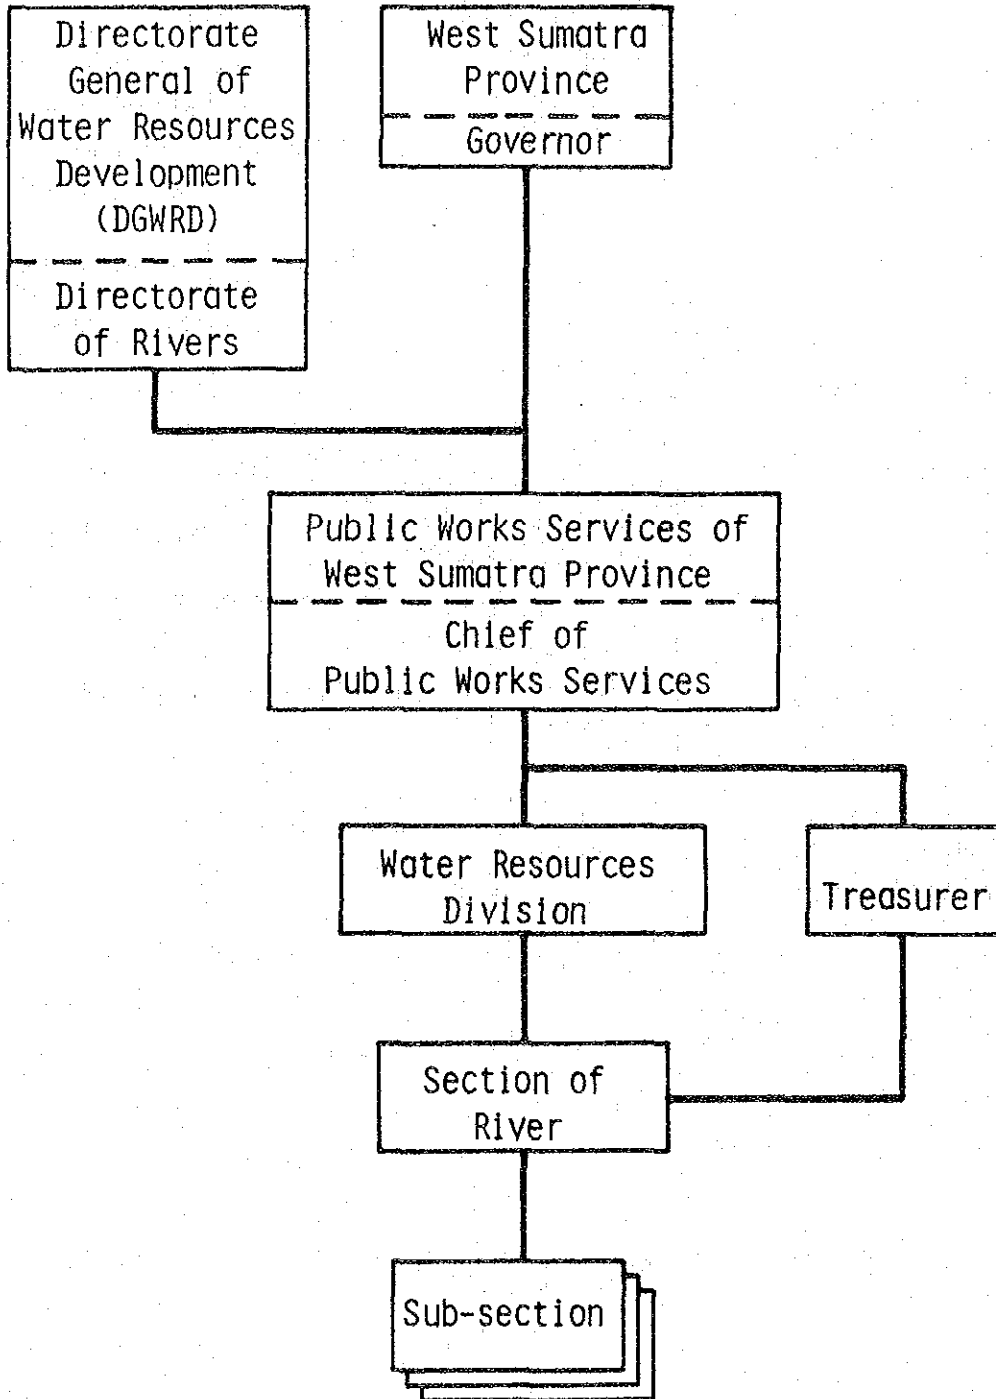 Directorate
General of
Water Resources
Development
(DGWRD)
Directorate
of Rivers
West Sumatra
Province
Governor
Public Works Services of
West Sumatra Province
Chief of
Public Works Services
Water Resources
Division
Treasurer
Section of
River
Sub-section